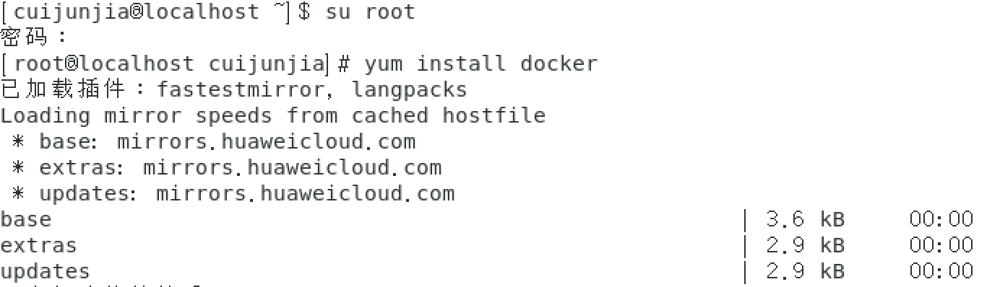 [cuijunjia@localhost ~]$ su root
密码：
[root@localhost cuijunjia]# yum install docker
已加载插件：fastestmirror, langpacks
Loading mirror speeds from cached hostfile
 * base: mirrors.huaweicloud.com
 * extras: mirrors.huaweicloud.com
 * updates: mirrors.huaweicloud.com
base | 3.6 kB 00:00
extras | 2.9 kB 00:00
updates | 2.9 kB 00:00